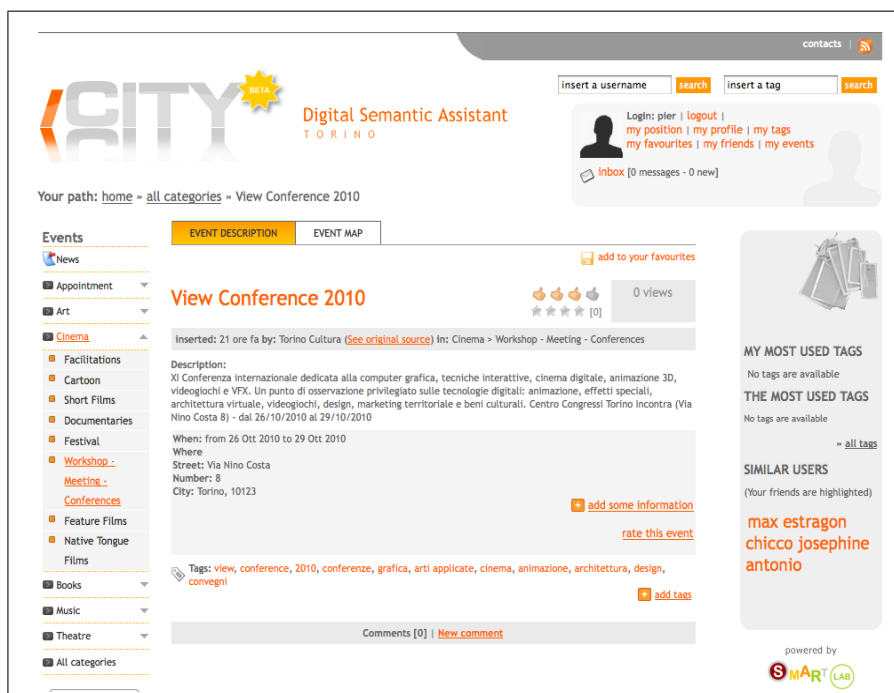 contacts |
insert a username search insert a tag search
iCITY
BETA
Digital Semantic Assistant
TORINO
Login: pier | logout |
my position | my profile | my tags
my favourites | my friends | my events
inbox [0 messages - 0 new]
Your path: home » all categories » View Conference 2010
Events
News
Appointment
Art
Cinema
Facilitations
Cartoon
Short Films
Documentaries
Festival
Workshop -
Meeting -
Conferences
Feature Films
Native Tongue
Films
Books
Music
Theatre
All categories
EVENT DESCRIPTION EVENT MAP
add to your favourites
View Conference 2010
[0]
0 views
inserted: 21 ore fa by: Torino Cultura (See original source) in: Cinema > Workshop - Meeting - Conferences
Description:
XI Conferenza internazionale dedicata alla computer grafica, tecniche interattive, cinema digitale, animazione 3D,
videogiochi e VFX. Un punto di osservazione privilegiato sulle tecnologie digitali: animazione, effetti speciali,
architettura virtuale, videogiochi, design, marketing territoriale e beni culturali. Centro Congressi Torino Incontra (Via
Nino Costa 8) - dal 26/10/2010 al 29/10/2010
When: from 26 Ott 2010 to 29 Ott 2010
Where
Street: Via Nino Costa
Number: 8
City: Torino, 10123
add some information
rate this event
Tags: view, conference, 2010, conferenze, grafica, arti applicate, cinema, animazione, architettura, design,
convegni
add tags
Comments [0] | New comment
MY MOST USED TAGS
No tags are available
THE MOST USED TAGS
No tags are available
» all tags
SIMILAR USERS
(Your friends are highlighted)
max estragon
chicco josephine
antonio
powered by
SMART LAB